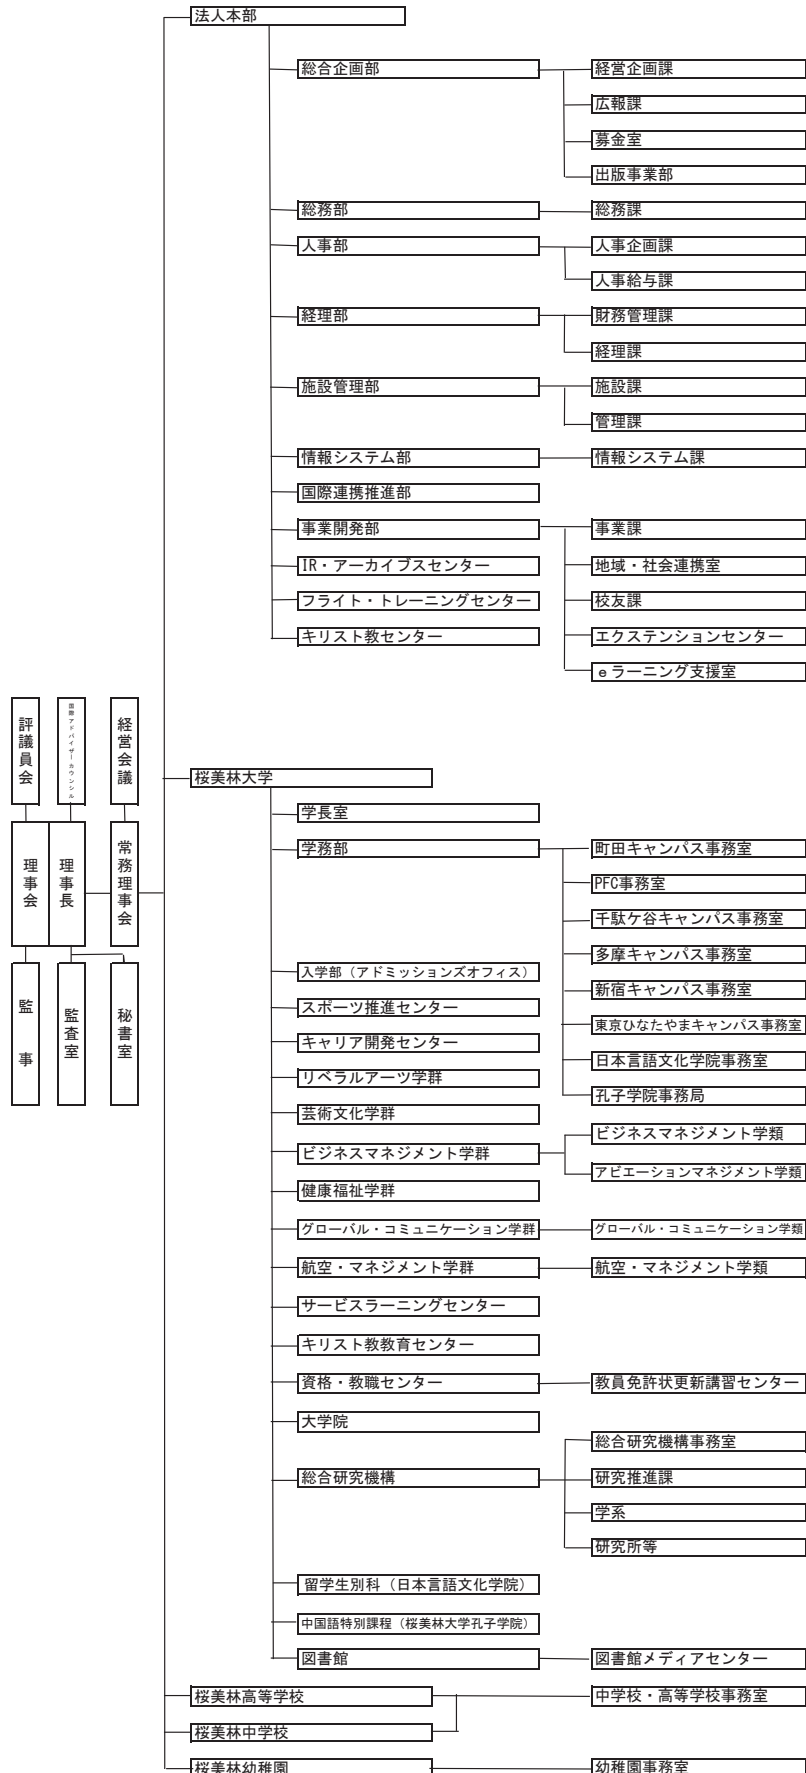 法人本部
総合企画部
経営企画課
広報課
募金室
出版事業部
総務部
総務課
人事部
人事企画課
人事給与課
経理部
財務管理課
経理課
施設管理部
施設課
管理課
情報システム部
情報システム課
国際連携推進部
事業開発部
事業課
IR・アーカイブスセンター
地域・社会連携室
フライト・トレーニングセンター
校友課
キリスト教センター
エクステンションセンター
eラーニング支援室
評議員会
国際アドバイザーカウンシル
経営会議
理事会
理事長
常務理事会
監事
監査室
秘書室
桜美林大学
学長室
学務部
町田キャンパス事務室
PFC事務室
千駄ケ谷キャンパス事務室
多摩キャンパス事務室
新宿キャンパス事務室
東京ひなたやまキャンパス事務室
日本言語文化学院事務室
孔子学院事務局
入学部（アドミッションズオフィス）
スポーツ推進センター
キャリア開発センター
リベラルアーツ学群
芸術文化学群
ビジネスマネジメント学群
ビジネスマネジメント学類
アビエーションマネジメント学類
健康福祉学群
グローバル・コミュニケーション学群
グローバル・コミュニケーション学類
航空・マネジメント学群
航空・マネジメント学類
サービスラーニングセンター
キリスト教教育センター
資格・教職センター
教員免許状更新講習センター
大学院
総合研究機構
総合研究機構事務室
研究推進課
学系
研究所等
留学生別科（日本言語文化学院）
中国語特別課程（桜美林大学孔子学院）
図書館
図書館メディアセンター
桜美林高等学校
中学校・高等学校事務室
桜美林中学校
桜美林幼稚園
幼稚園事務室